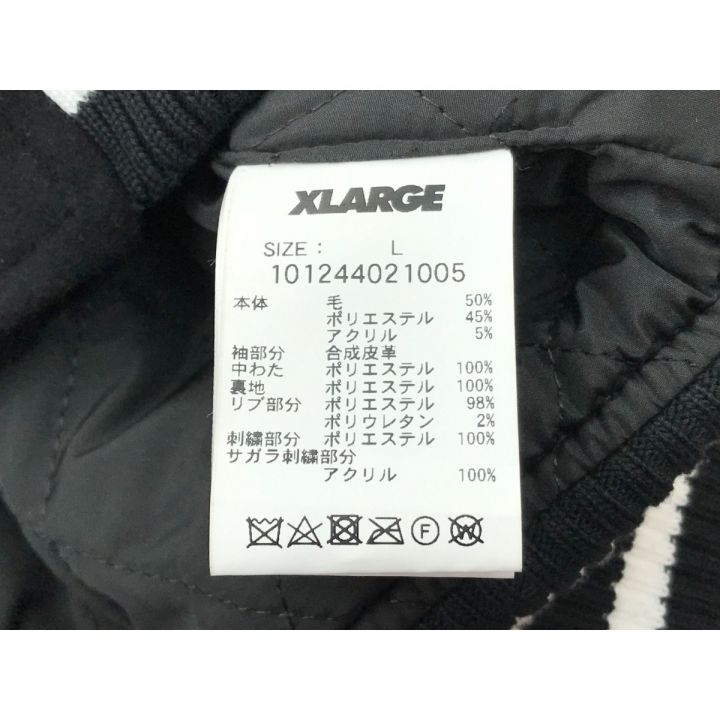 XLARGE
SIZE : L
101244021005
本体 毛 50%
ポリエステル 45%
アクリル 5%
袖部分 合成皮革
中わた ポリエステル 100%
裏地 ポリエステル 100%
リブ部分 ポリエステル 98%
ポリウレタン 2%
刺繍部分 ポリエステル 100%
サガラ刺繍部分
アクリル 100%
F W